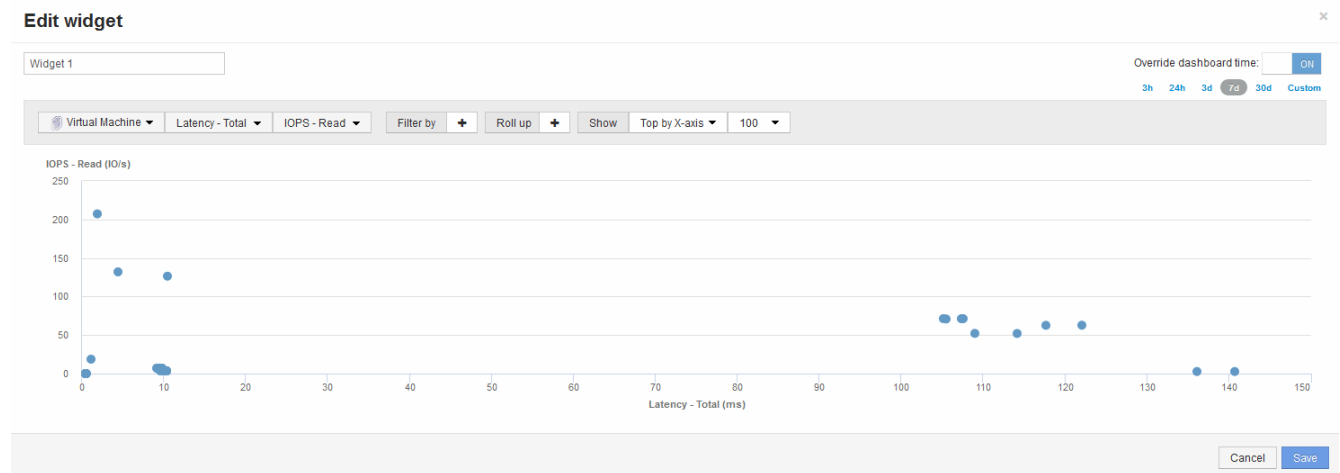 Edit widget ×
Widget 1
Override dashboard time: ON
3h 24h 3d 7d 30d Custom
Virtual Machine Latency - Total IOPS - Read Filter by + Roll up + Show Top by X-axis 100
IOPS - Read (IO/s)
250
200
150
100
50
0
0 10 20 30 40 50 60 70 80 90 100 110 120 130 140 150
Latency - Total (ms)
Cancel Save